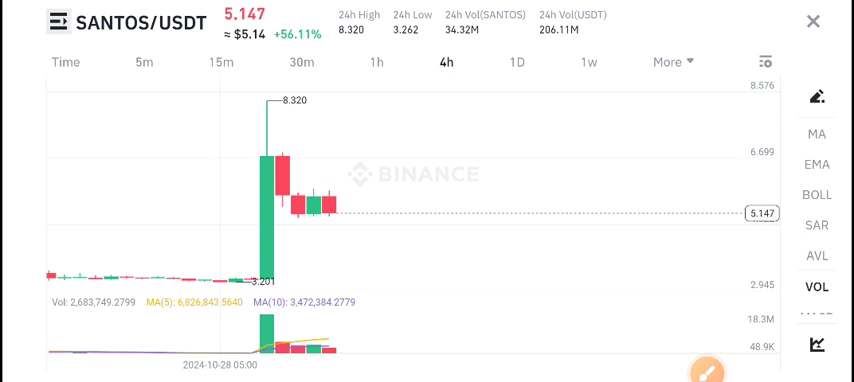 SANTOS/USDT
5.147
≈ $5.14 +56.11%
24h High
8.320
24h Low
3.262
24h Vol(SANTOS)
34.32M
24h Vol(USDT)
206.11M
Time 5m 15m 30m 1h 4h 1D 1w More
8.576
8.320
6.699
BINANCE
5.147
3.201
2.945
Vol: 2,683,749.2799 MA(5): 6,826,843.5640 MA(10): 3,472,384.2779
18.3M
48.9K
2024-10-28 05:00
MA
EMA
BOLL
SAR
AVL
VOL